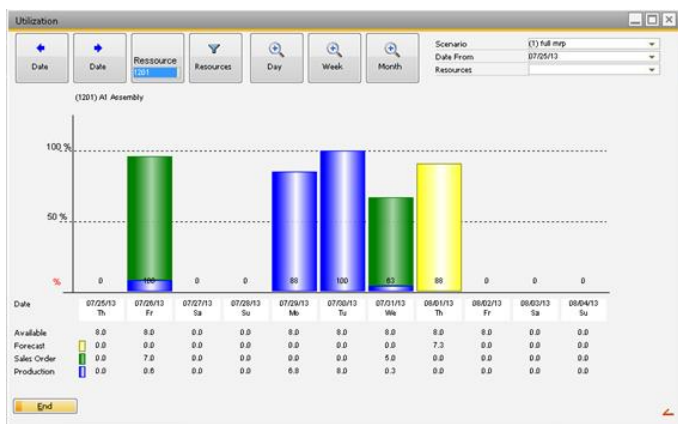 Utilization
Date Date Ressource 1201 Resources Day Week Month
Scenario (1) full mrp
Date From 07/25/13
Resources
(1201) A1 Assembly
100 %
50 %
% 0 100 0 0 88 100 63 88 0 0 0
Date 07/25/13 07/26/13 07/27/13 07/28/13 07/29/13 07/30/13 07/31/13 08/01/13 08/02/13 08/03/13 08/04/13
Th Fr Sa Su Mo Tu We Th Fr Sa Su
Available 8.0 8.0 0.0 0.0 8.0 8.0 8.0 8.0 8.0 0.0 0.0
Forecast 0.0 0.0 0.0 0.0 0.0 0.0 0.0 7.3 0.0 0.0 0.0
Sales Order 0.0 7.0 0.0 0.0 0.0 0.0 5.0 0.0 0.0 0.0 0.0
Production 0.0 0.6 0.0 0.0 6.8 8.0 0.3 0.0 0.0 0.0 0.0
End